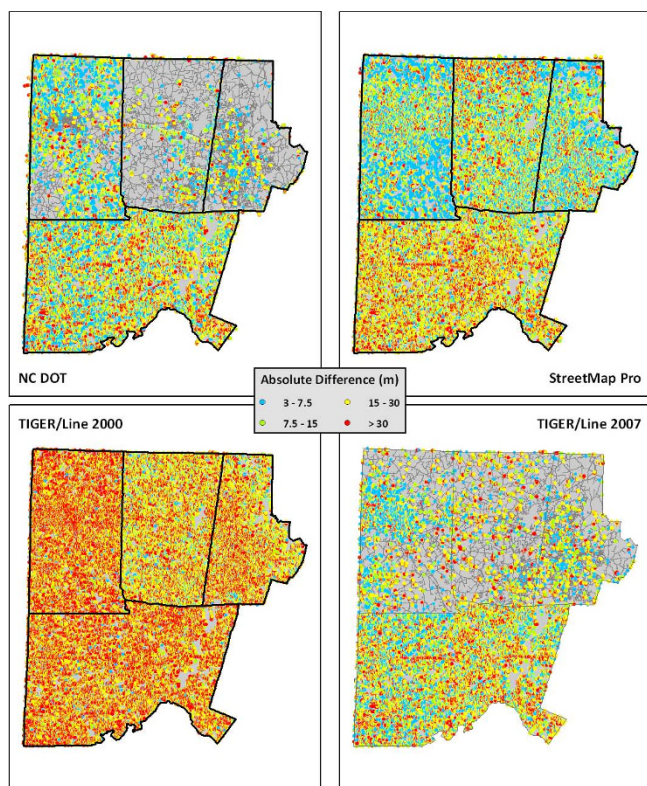 NC DOT
StreetMap Pro
Absolute Difference (m)
3 - 7.5
15 - 30
7.5 - 15
> 30
TIGER/Line 2000
TIGER/Line 2007